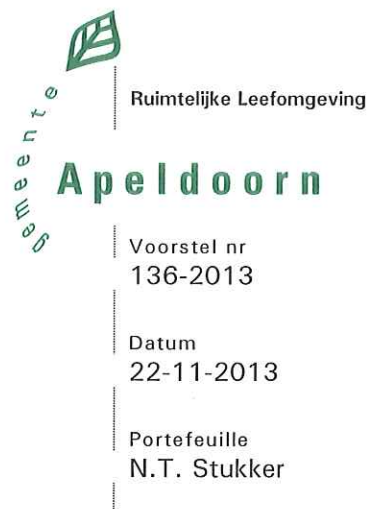 Ruimtelijke Leefomgeving
gemeente
Apeldoorn
Voorstel nr
136-2013
Datum
22-11-2013
Portefeuille
N.T. Stukker